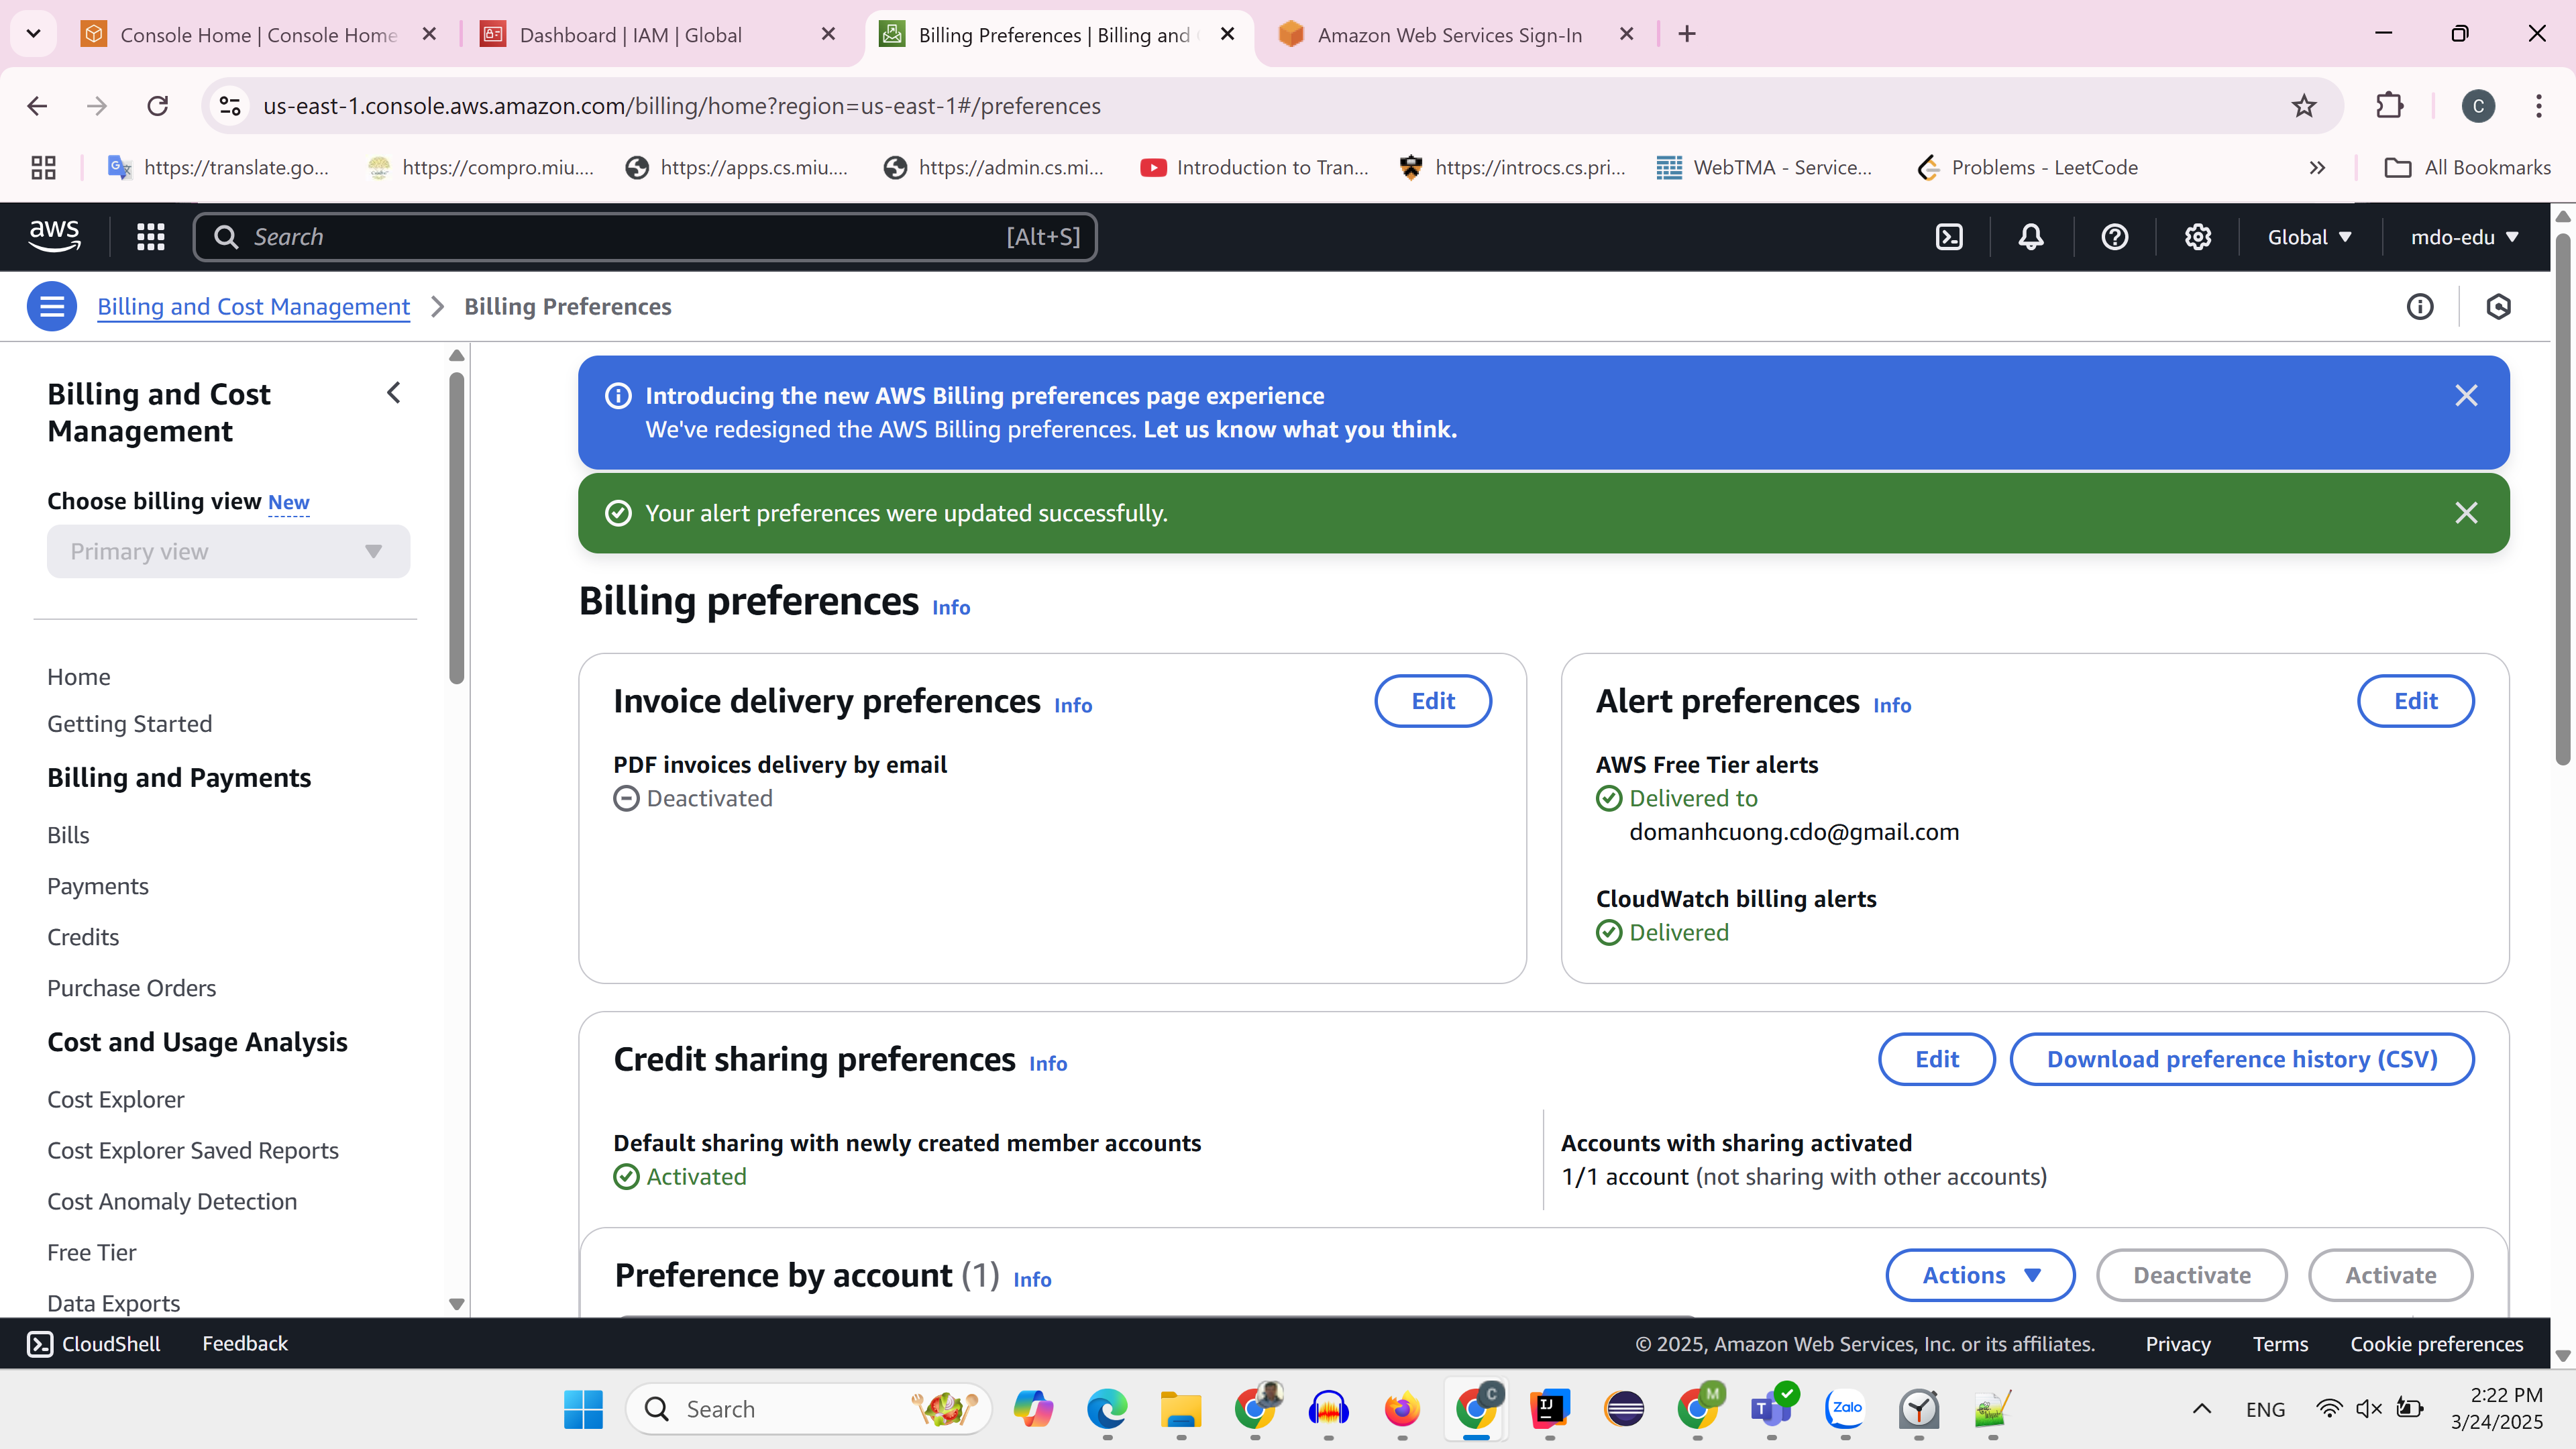 Console Home | Console Home
Dashboard | IAM | Global
Billing Preferences | Billing and
Amazon Web Services Sign-In
us-east-1.console.aws.amazon.com/billing/home?region=us-east-1#/preferences
C
https://translate.go...
https://compro.miu....
https://apps.cs.miu....
https://admin.cs.mi...
Introduction to Tran...
https://introcs.cs.pri...
WebTMA - Service...
Problems - LeetCode
All Bookmarks
aws
Search
[Alt+S]
Global
mdo-edu
Billing and Cost Management
Billing Preferences
Billing and Cost
Management
Choose billing view New
Primary view
Home
Getting Started
Billing and Payments
Bills
Payments
Credits
Purchase Orders
Cost and Usage Analysis
Cost Explorer
Cost Explorer Saved Reports
Cost Anomaly Detection
Free Tier
Data Exports
Introducing the new AWS Billing preferences page experience
We've redesigned the AWS Billing preferences. Let us know what you think.
Your alert preferences were updated successfully.
Billing preferences Info
Invoice delivery preferences Info
Edit
PDF invoices delivery by email
Deactivated
Alert preferences Info
Edit
AWS Free Tier alerts
Delivered to
domanhcuong.cdo@gmail.com
CloudWatch billing alerts
Delivered
Credit sharing preferences Info
Edit
Download preference history (CSV)
Default sharing with newly created member accounts
Activated
Accounts with sharing activated
1/1 account (not sharing with other accounts)
Preference by account (1) Info
Actions
Deactivate
Activate
CloudShell
Feedback
© 2025, Amazon Web Services, Inc. or its affiliates.
Privacy
Terms
Cookie preferences
Search
C
IJ
M
T
Zalo
ENG
2:22 PM
3/24/2025